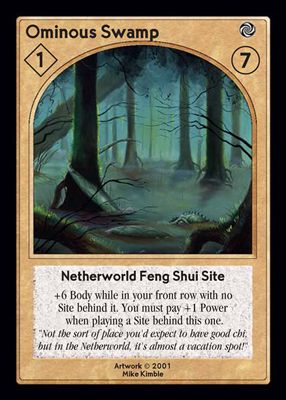 Ominous Swamp
1
7
Netherworld Feng Shui Site
+6 Body while in your front row with no
Site behind it. You must pay +1 Power
when playing a Site behind this one.
"Not the sort of place you'd expect to have good chi,
but in the Netherworld, it's almost a vacation spot!"
Artwork © 2001
Mike Kimble